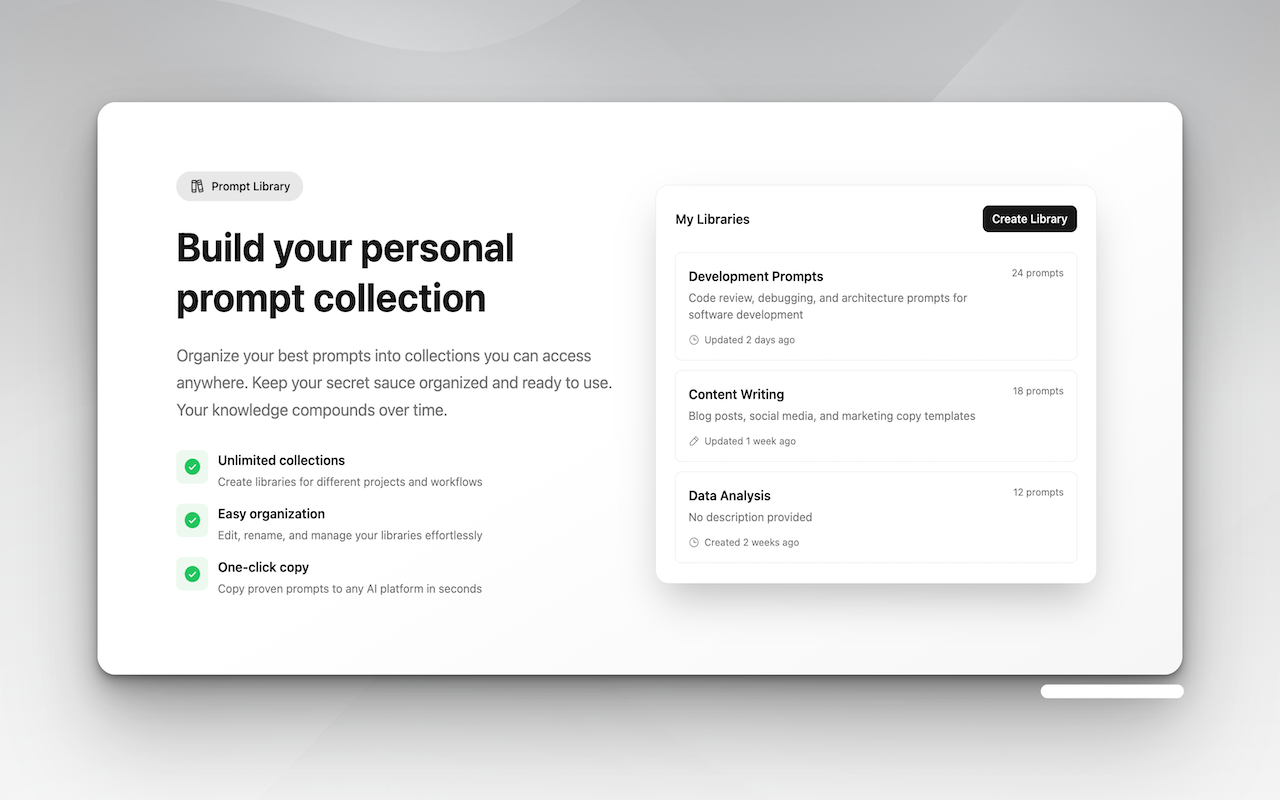 Prompt Library
Build your personal
prompt collection
Organize your best prompts into collections you can access
anywhere. Keep your secret sauce organized and ready to use.
Your knowledge compounds over time.
Unlimited collections
Create libraries for different projects and workflows
Easy organization
Edit, rename, and manage your libraries effortlessly
One-click copy
Copy proven prompts to any AI platform in seconds
My Libraries
Create Library
Development Prompts
24 prompts
Code review, debugging, and architecture prompts for
software development
Updated 2 days ago
Content Writing
18 prompts
Blog posts, social media, and marketing copy templates
Updated 1 week ago
Data Analysis
12 prompts
No description provided
Created 2 weeks ago